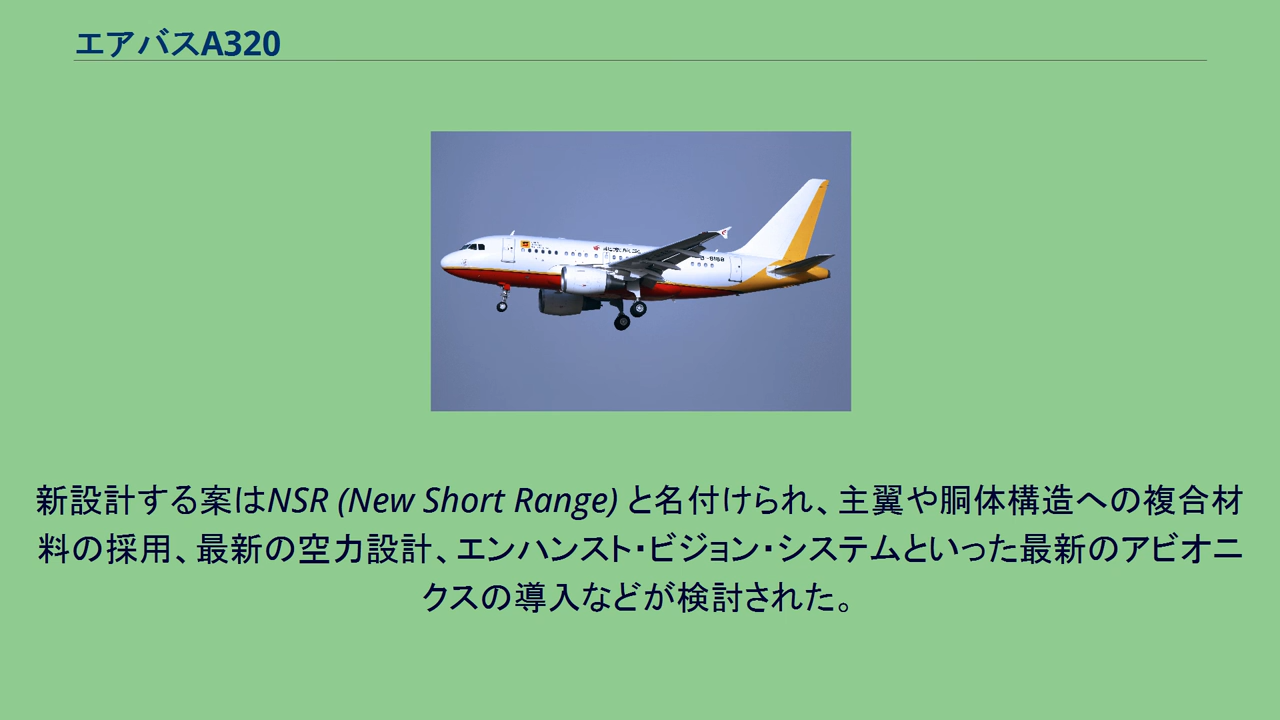 エアバスA320
新設計する案はNSR (New Short Range) と名付けられ、主翼や胴体構造への複合材
料の採用、最新の空力設計、エンハンスト・ビジョン・システムといった最新のアビオニ
クスの導入などが検討された。